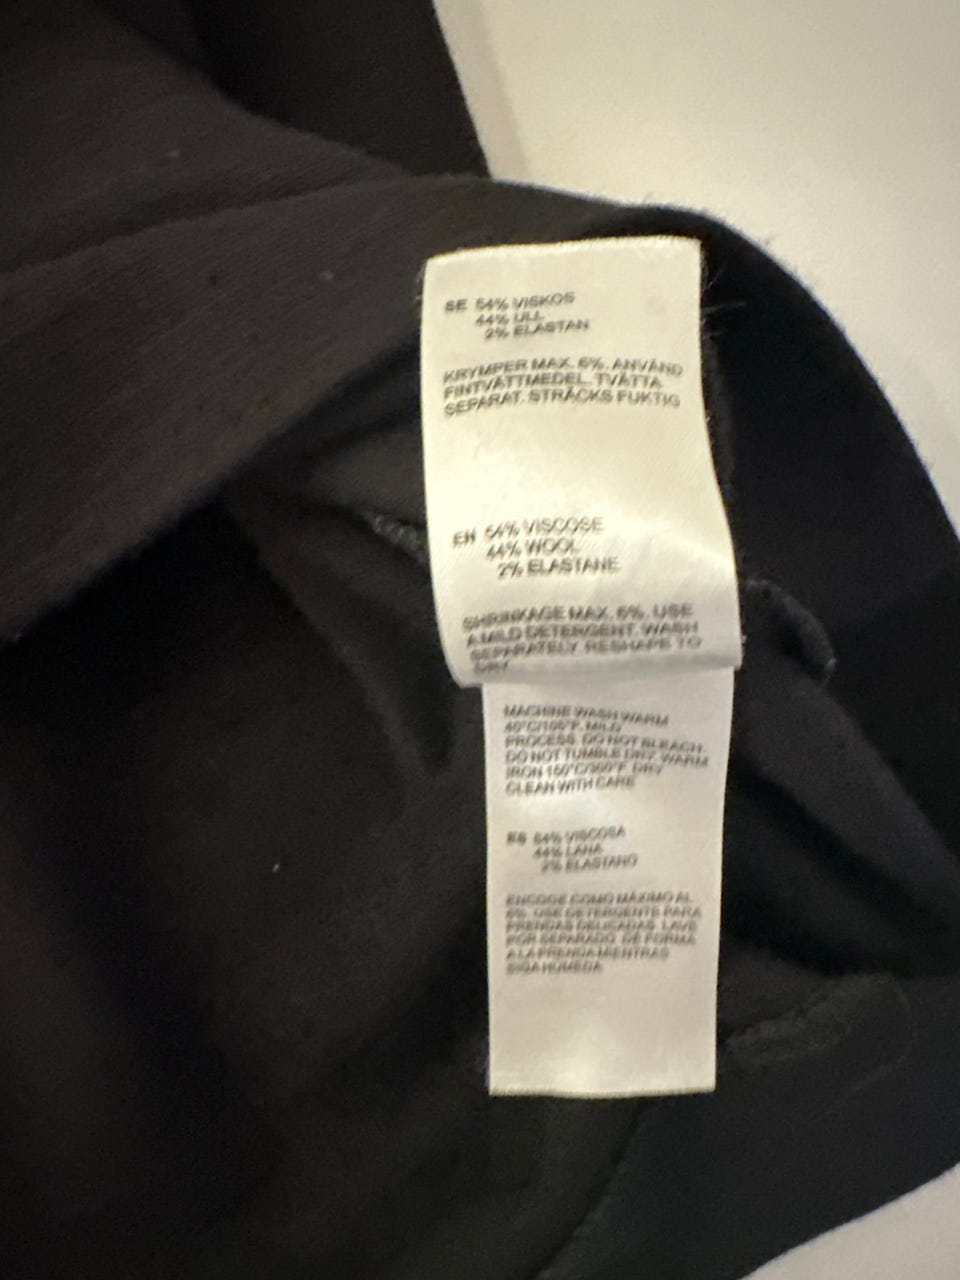 SE 54% VISKOS
44% ULL
2% ELASTAN
KRYMPER MAX. 6%. ANVÄND
FINTVÄTTMEDEL. TVÄTTA
SEPARAT. STRÄCKS FUKTIG
EN 54% VISCOSE
44% WOOL
2% ELASTANE
SHRINKAGE MAX. 6%. USE
A MILD DETERGENT. WASH
SEPARATELY. RESHAPE TO
DRY
MACHINE WASH WARM
40°C/105°F. MILD
PROCESS. DO NOT BLEACH.
DO NOT TUMBLE DRY. WARM
IRON 150°C/300°F. DRY
CLEAN WITH CARE
ES 54% VISCOSA
44% LANA
2% ELASTANO
ENCOGE COMO MÁXIMO AL
6%. USE DETERGENTE PARA
PRENDAS DELICADAS. LAVE
POR SEPARADO. DE FORMA
A LA PRENDA MIENTRAS
SIGA HÚMEDA